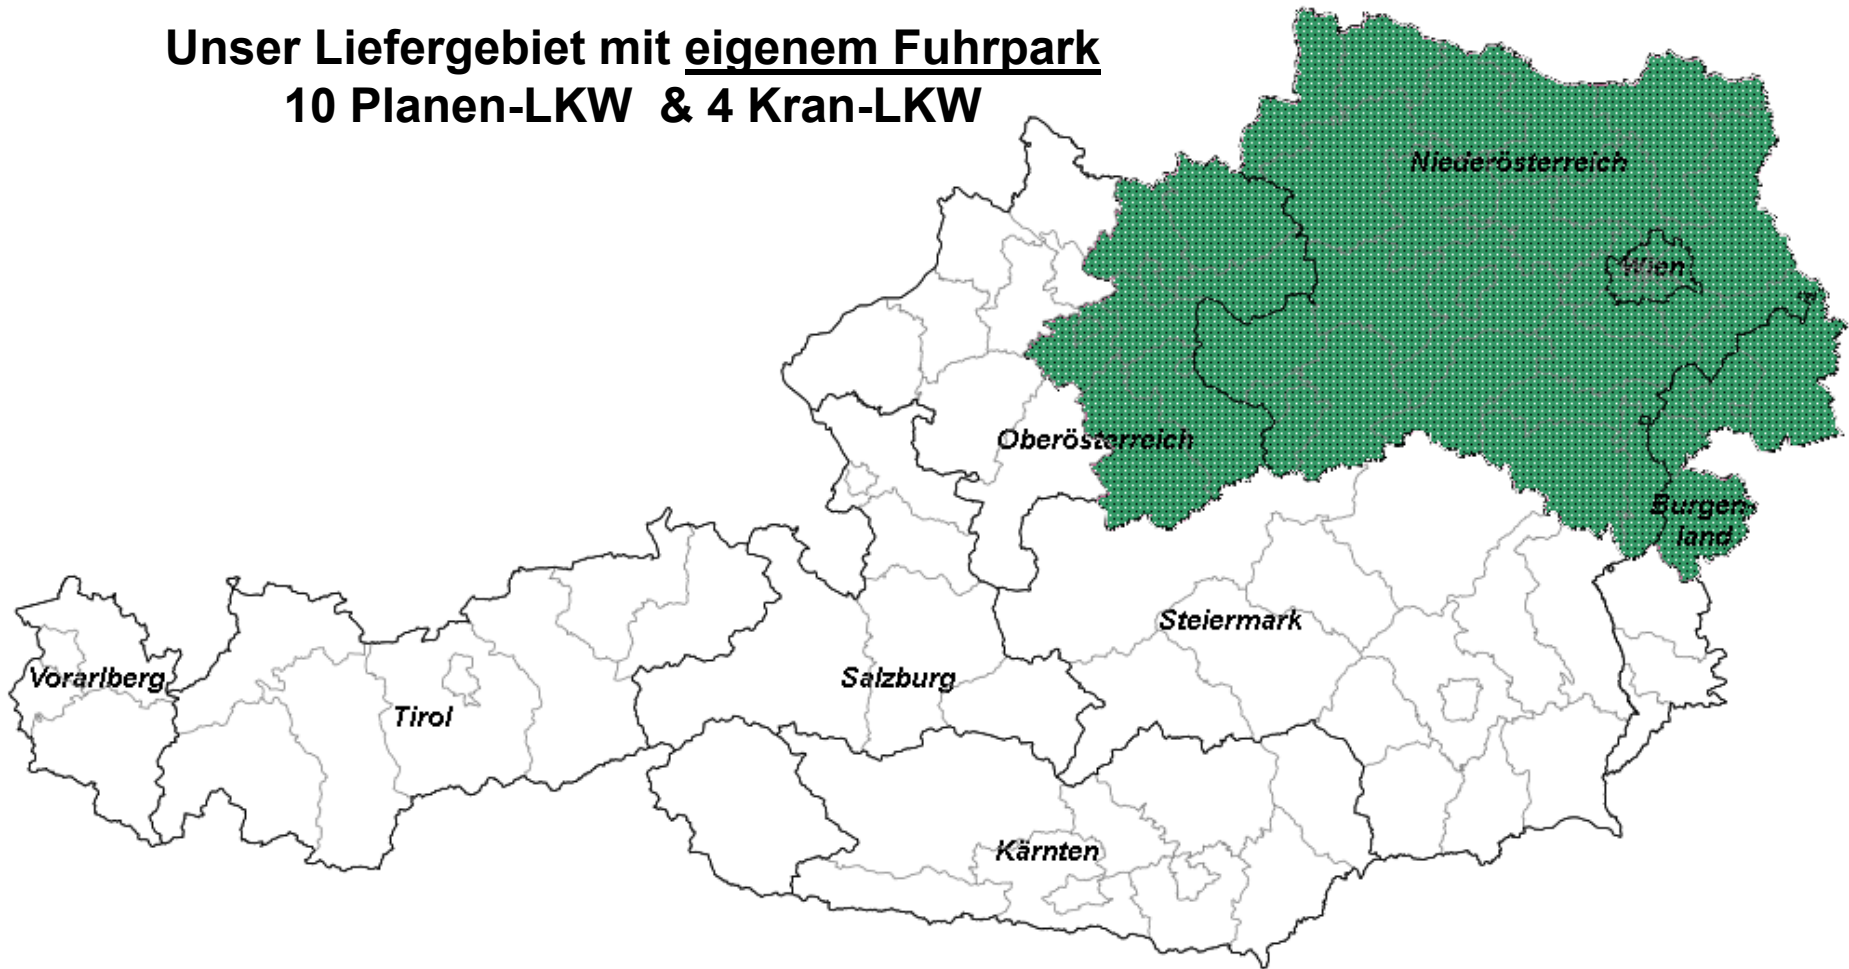 Unser Liefergebiet mit eigenem Fuhrpark
10 Planen-LKW & 4 Kran-LKW
Niederösterreich
Wien
Oberösterreich
Burgen-
land
Steiermark
Salzburg
Vorarlberg
Tirol
Kärnten